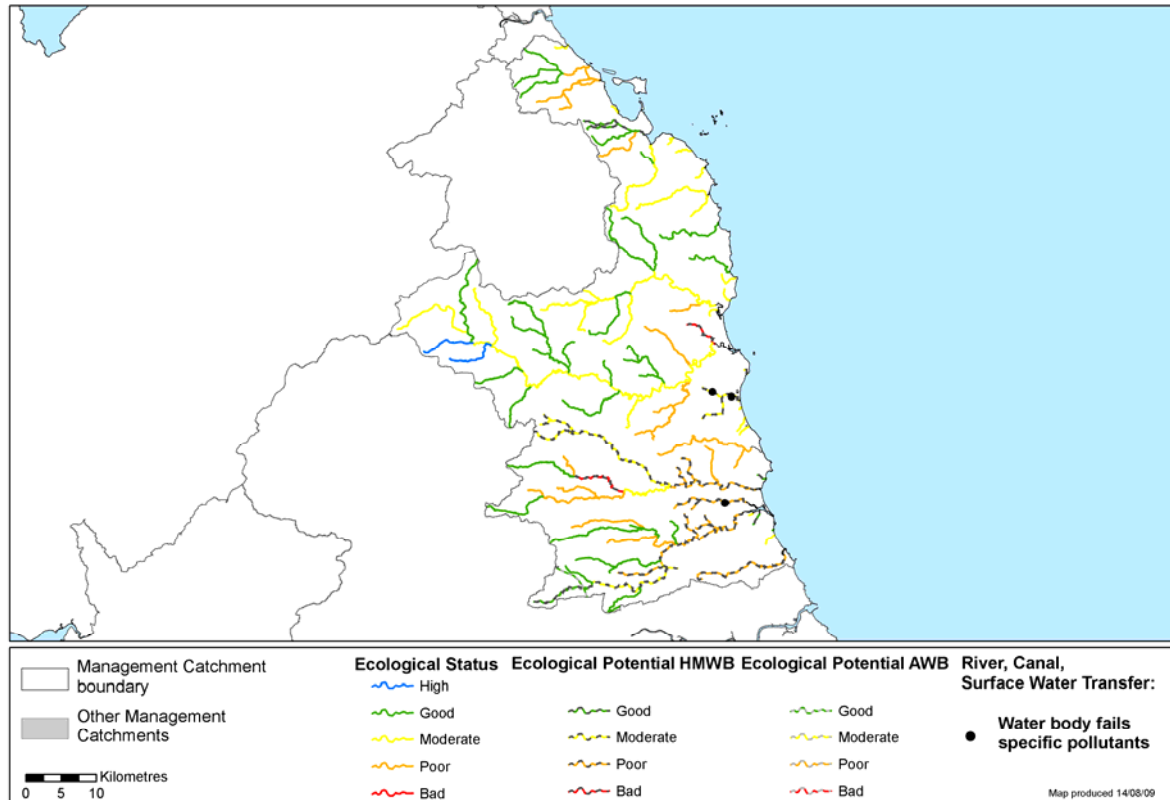 Management Catchment
boundary
Other Management
Catchments
Kilometres
0 5 10
Ecological Status
High
Good
Moderate
Poor
Bad
Ecological Potential HMWB
Good
Moderate
Poor
Bad
Ecological Potential AWB
Good
Moderate
Poor
Bad
River, Canal,
Surface Water Transfer:
Water body fails
specific pollutants
Map produced 14/08/09